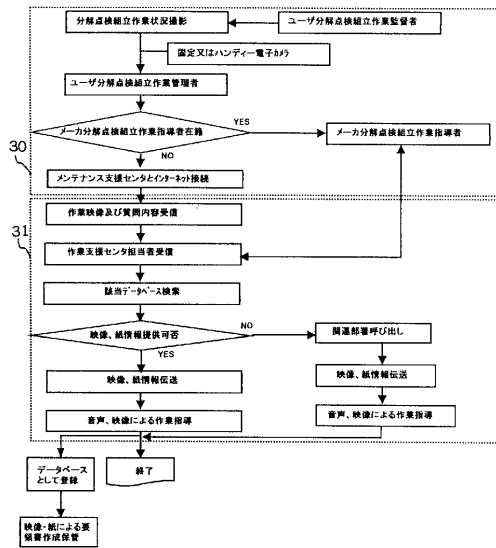 分解点検組立作業状況撮影
ユーザ分解点検組立作業監督者
固定又はハンディー電子カメラ
ユーザ分解点検組立作業管理者
メーカ分解点検組立作業指導者在籍
YES
メーカ分解点検組立作業指導者
NO
30
メンテナンス支援センタとインターネット接続
作業映像及び質問内容受信
31
作業支援センタ担当者受信
該当データベース検索
映像、紙情報提供可否
NO
関連部署呼び出し
YES
映像、紙情報伝送
映像、紙情報伝送
音声、映像による作業指導
音声、映像による作業指導
データベース
として登録
終了
映像・紙による要
領書作成保管